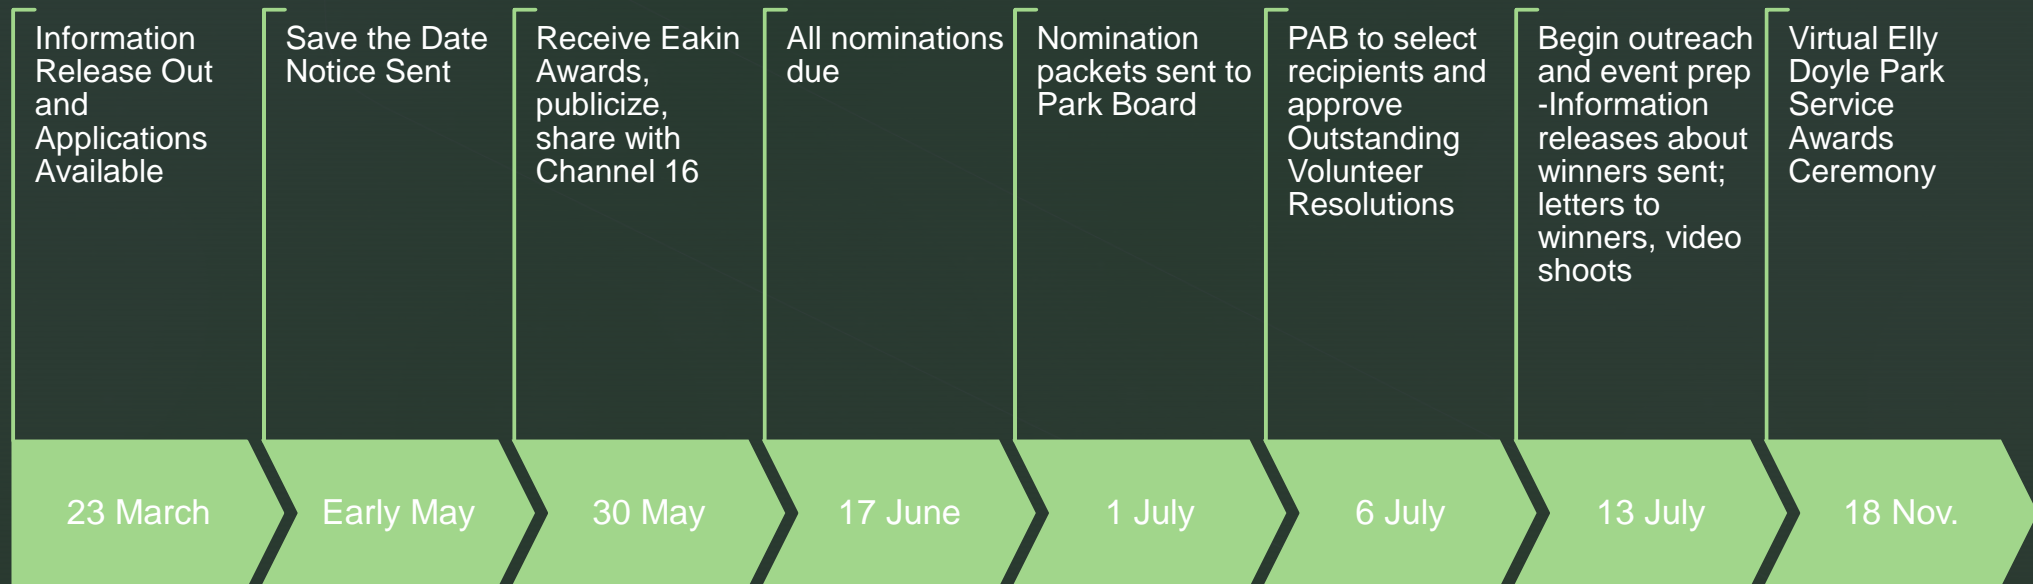 Information
Release Out
and
Applications
Available
Save the Date
Notice Sent
Receive Eakin
Awards,
publicize,
share with
Channel 16
All nominations
due
Nomination
packets sent to
Park Board
PAB to select
recipients and
approve
Outstanding
Volunteer
Resolutions
Begin outreach
and event prep
-Information
releases about
winners sent;
letters to
winners, video
shoots
Virtual Elly
Doyle Park
Service
Awards
Ceremony
23 March
Early May
30 May
17 June
1 July
6 July
13 July
18 Nov.